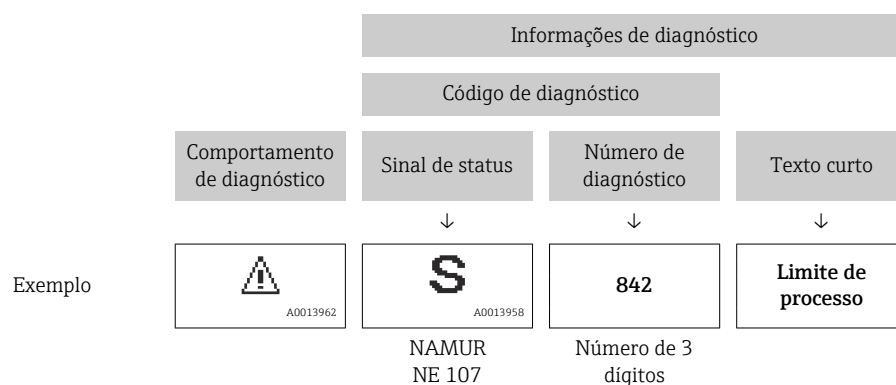 Informações de diagnóstico
Código de diagnóstico
Comportamento
de diagnóstico
Sinal de status
Número de
diagnóstico
Texto curto
↓ ↓ ↓
Exemplo
A0013962
S
A0013958
842
Limite de
processo
NAMUR
NE 107
Número de 3
dígitos